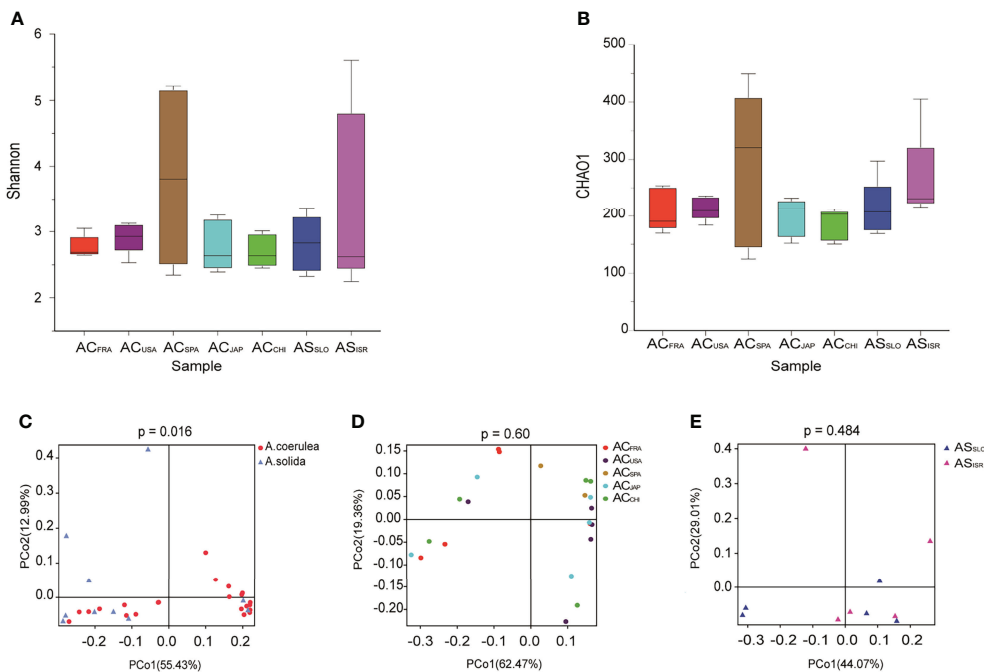 A
Shannon
6
5
4
3
2
ACFRA ACUSA ACSPA ACJAP ACCHI ASSLO ASISR
Sample
B
CHAO1
500
400
300
200
100
0
ACFRA ACUSA ACSPA ACJAP ACCHI ASSLO ASISR
Sample
C
p = 0.016
A.coerulea
A.solida
PCo2(12.99%)
0.4
0.3
0.2
0.1
0.0
-0.1
-0.2 -0.1 0.0 0.1 0.2
PCo1(55.43%)
D
p = 0.60
ACFRA
ACUSA
ACSPA
ACJAP
ACCHI
PCo2(19.36%)
0.15
0.10
0.05
0.00
-0.05
-0.10
-0.15
-0.20
-0.3 -0.2 -0.1 0.0 0.1
PCo1(62.47%)
E
p = 0.484
ASSLO
ASISR
PCo2(29.01%)
0.4
0.3
0.2
0.1
0.0
-0.1
-0.3 -0.2 -0.1 0.0 0.1 0.2
PCo1(44.07%)